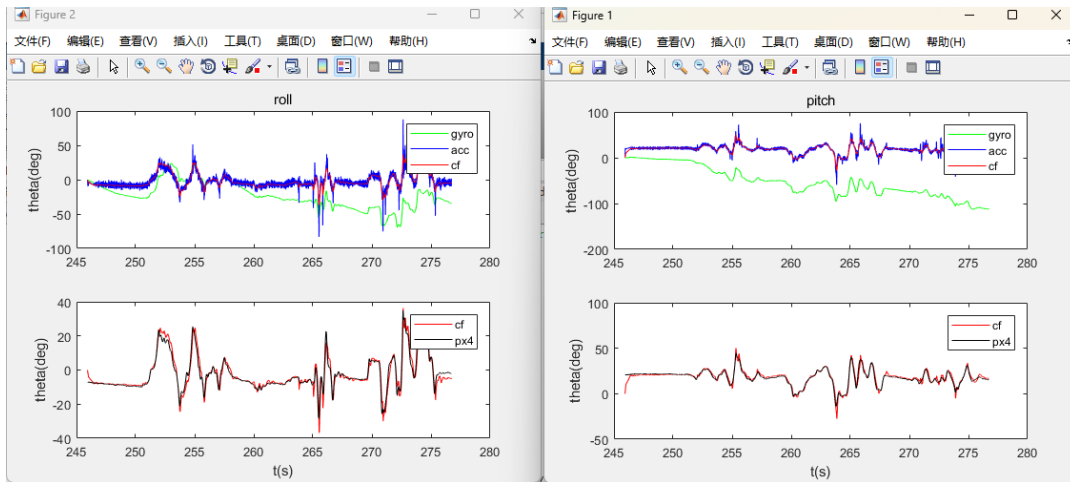 Figure 2
文件(F) 编辑(E) 查看(V) 插入(I) 工具(T) 桌面(D) 窗口(W) 帮助(H)
roll
100
50
0
-50
-100
theta(deg)
gyro
acc
cf
245 250 255 260 265 270 275 280
40
20
0
-20
-40
theta(deg)
cf
px4
245 250 255 260 265 270 275 280
t(s)
Figure 1
文件(F) 编辑(E) 查看(V) 插入(I) 工具(T) 桌面(D) 窗口(W) 帮助(H)
pitch
100
0
-100
-200
theta(deg)
gyro
acc
cf
245 250 255 260 265 270 275 280
100
50
0
-50
theta(deg)
cf
px4
245 250 255 260 265 270 275 280
t(s)